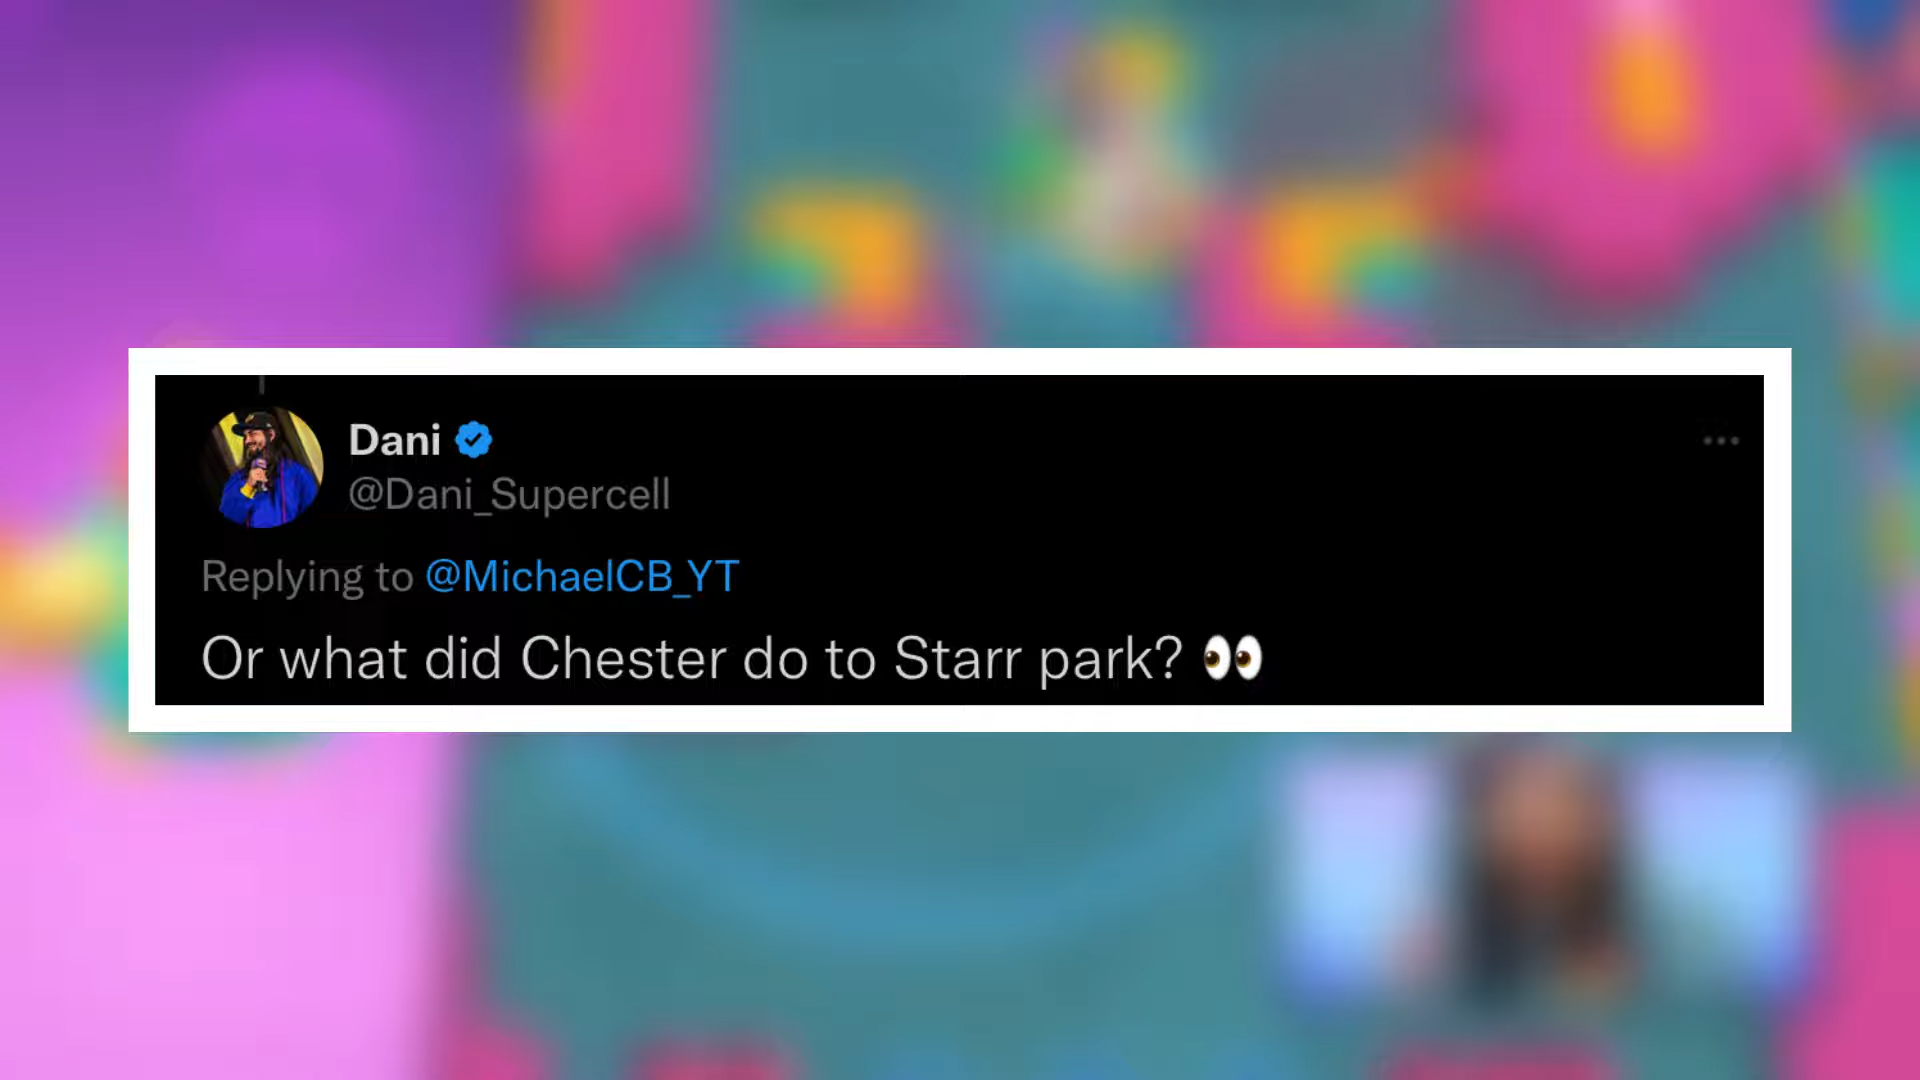 Dani
@Dani_Supercell
Replying to @MichaelCB_YT
Or what did Chester do to Starr park? 👀